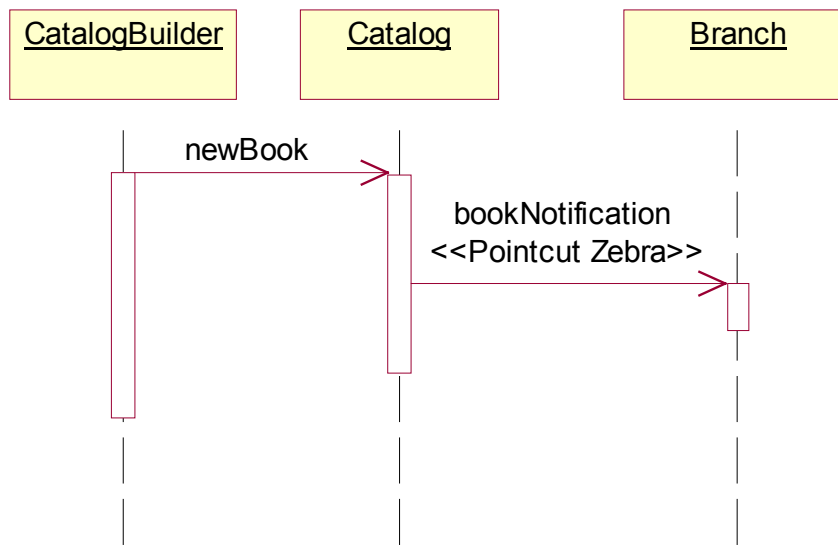 CatalogBuilder
Catalog
Branch
newBook
bookNotification
<<Pointcut Zebra>>